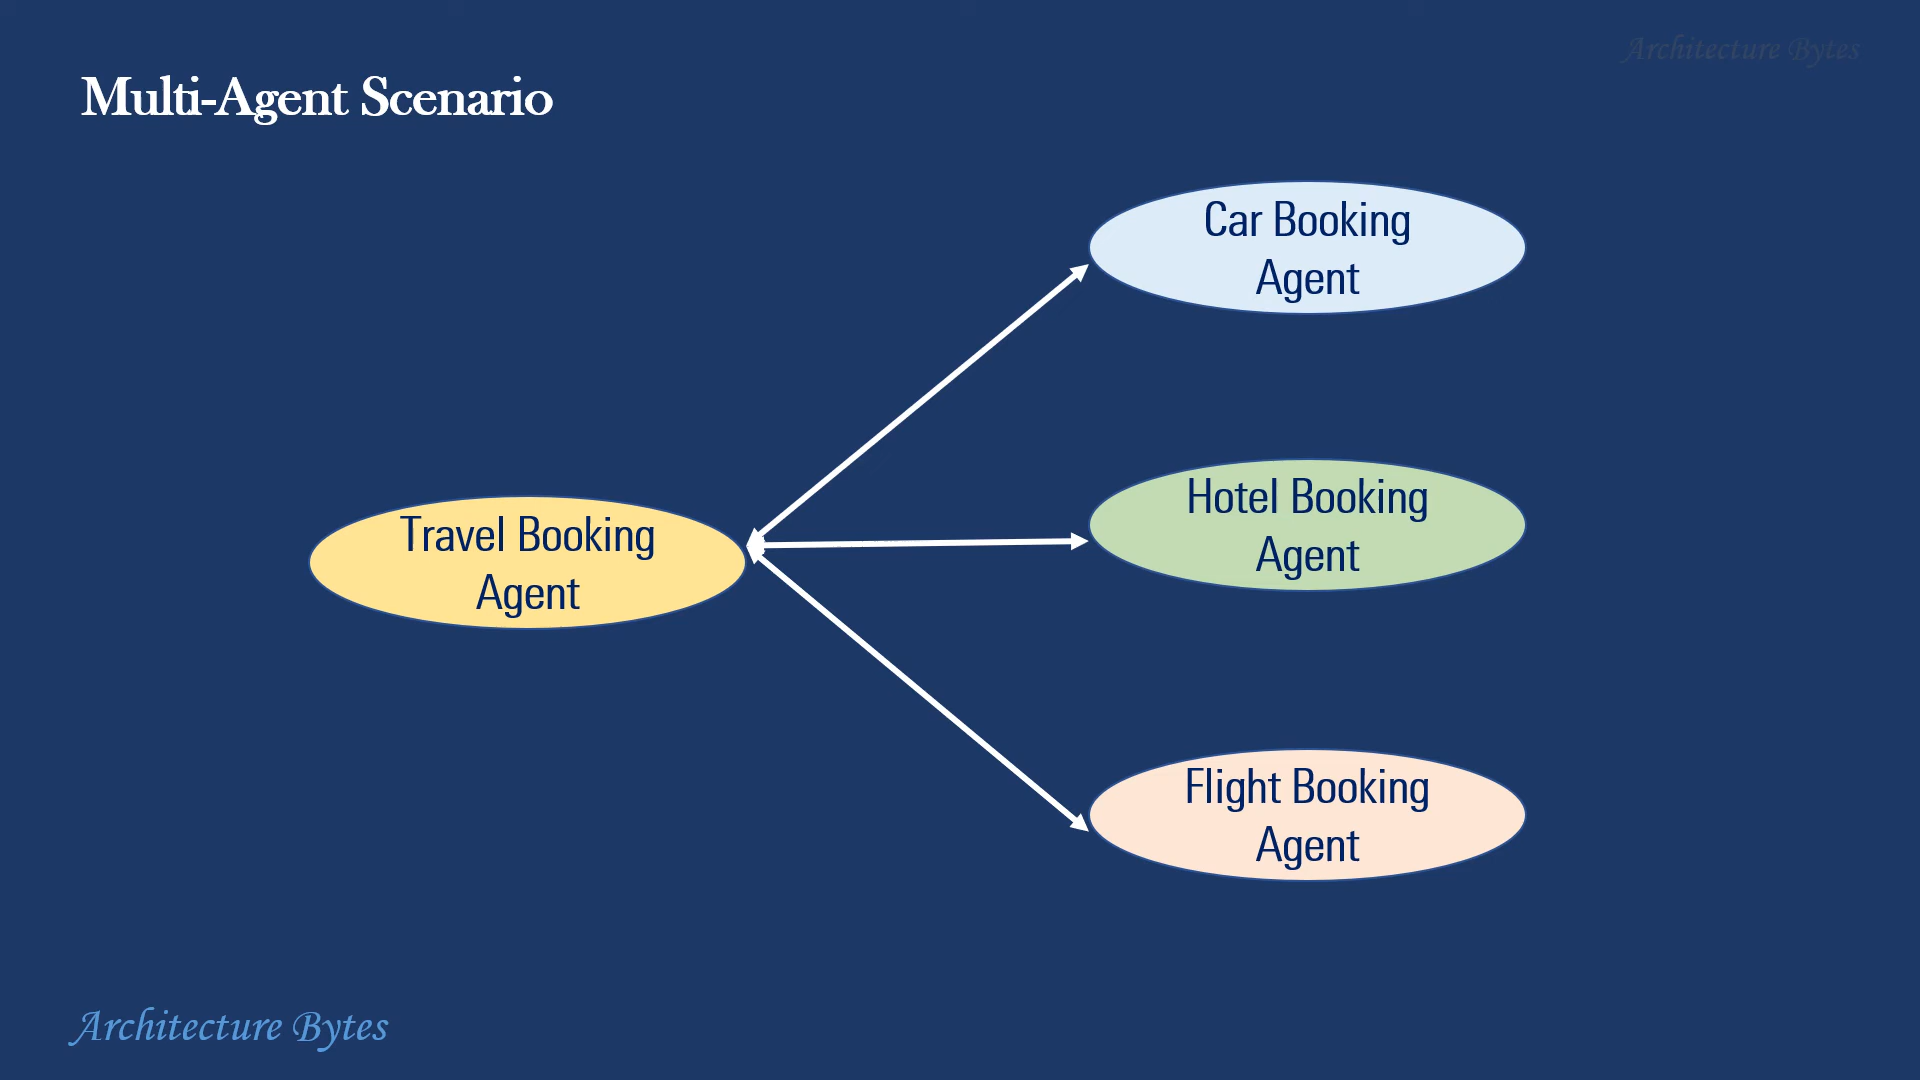 Architecture Bytes
Multi-Agent Scenario
Car Booking
Agent
Hotel Booking
Agent
Travel Booking
Agent
Flight Booking
Agent
Architecture Bytes